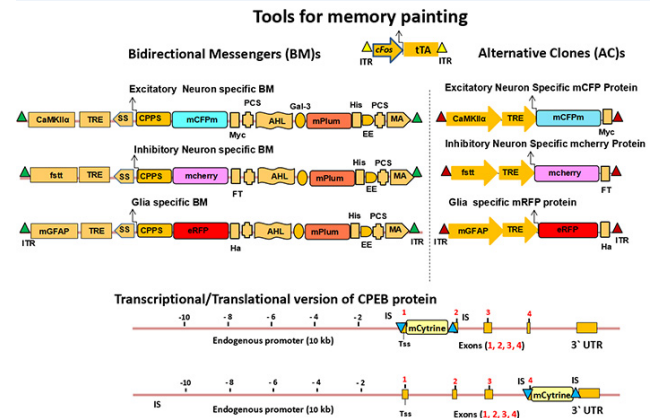 Tools for memory painting
Bidirectional Messengers (BM)s
cFos tTA
Alternative Clones (AC)s
ITR ITR
Excitatory Neuron specific BM
PCS Gal-3 His PCS
CaMKIIα TRE SS CPPS mCFPm AHL mPlum MA
Myc EE
Inhibitory Neuron specific BM
His PCS
fstt TRE SS CPPS mcherry AHL mPlum MA
FT EE
Glia specific BM
His PCS
mGFAP TRE SS CPPS eRFP AHL mPlum MA
ITR Ha EE ITR
Excitatory Neuron Specific mCFP Protein
CaMKIIα TRE mCFPm
Myc
Inhibitory Neuron Specific mcherry Protein
fstt TRE mcherry
FT
Glia specific mRFP protein
mGFAP TRE eRFP
ITR Ha ITR
Transcriptional/Translational version of CPEB protein
-10 -8 -6 -4 -2 IS 1 mCytrine 2 IS 3 4
Endogenous promoter (10 kb) Tss Exons (1, 2, 3, 4) 3` UTR
-10 -8 -6 -4 -2 1 2 3 4 IS mCytrine IS
IS Endogenous promoter (10 kb) Tss Exons (1, 2, 3, 4) 3` UTR